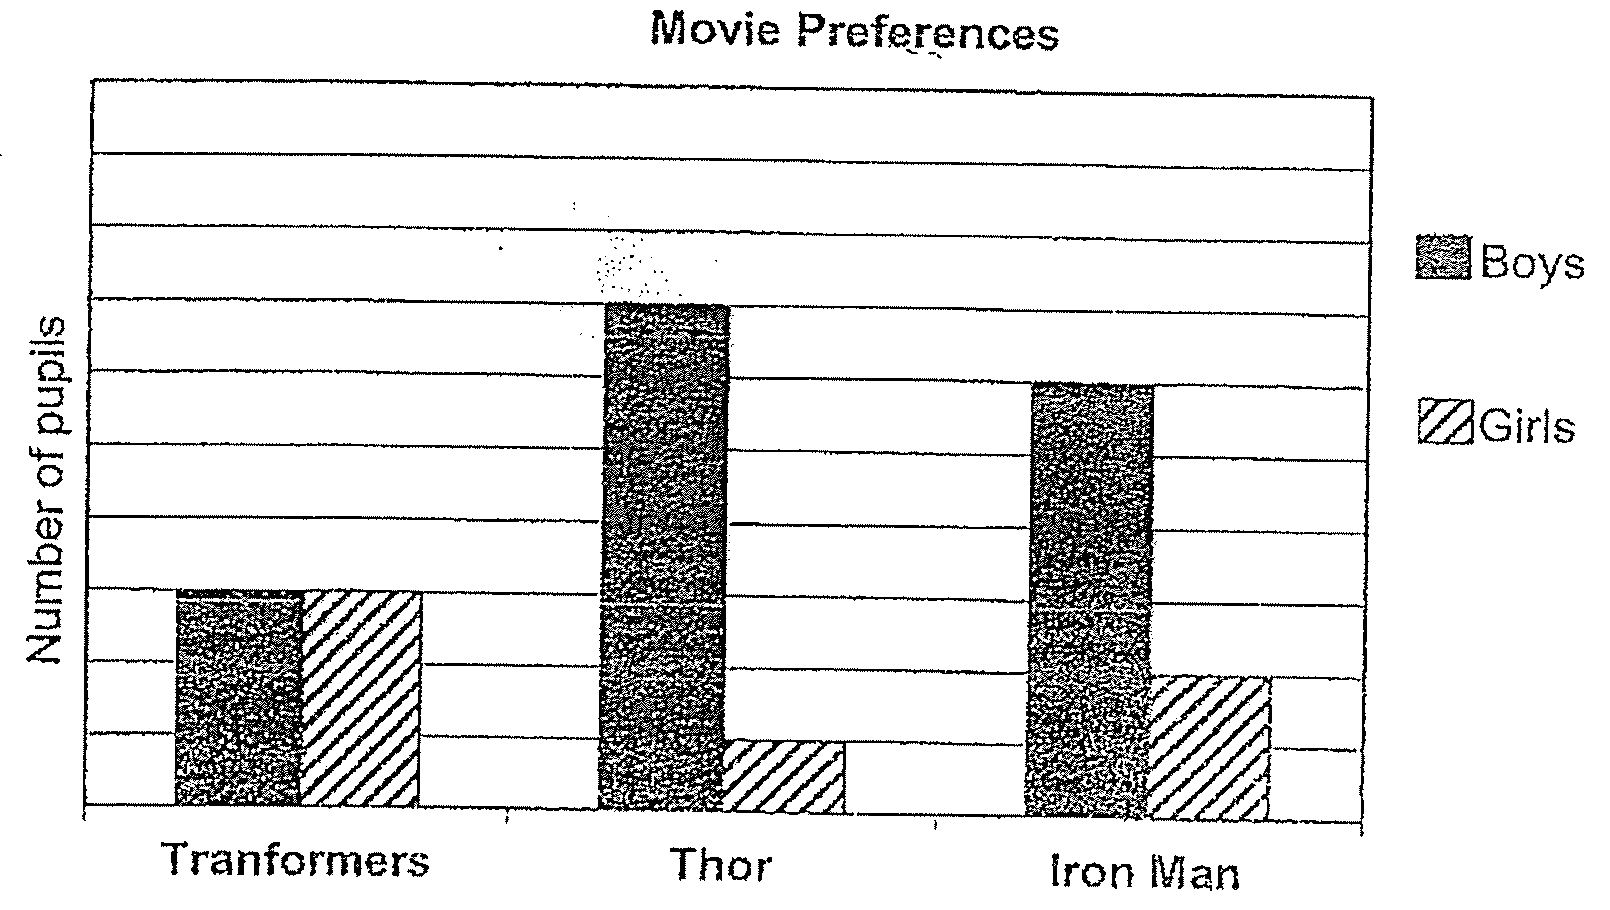 Movie Preferences
Number of pupils
Boys
Girls
Tranformers
Thor
Iron Man